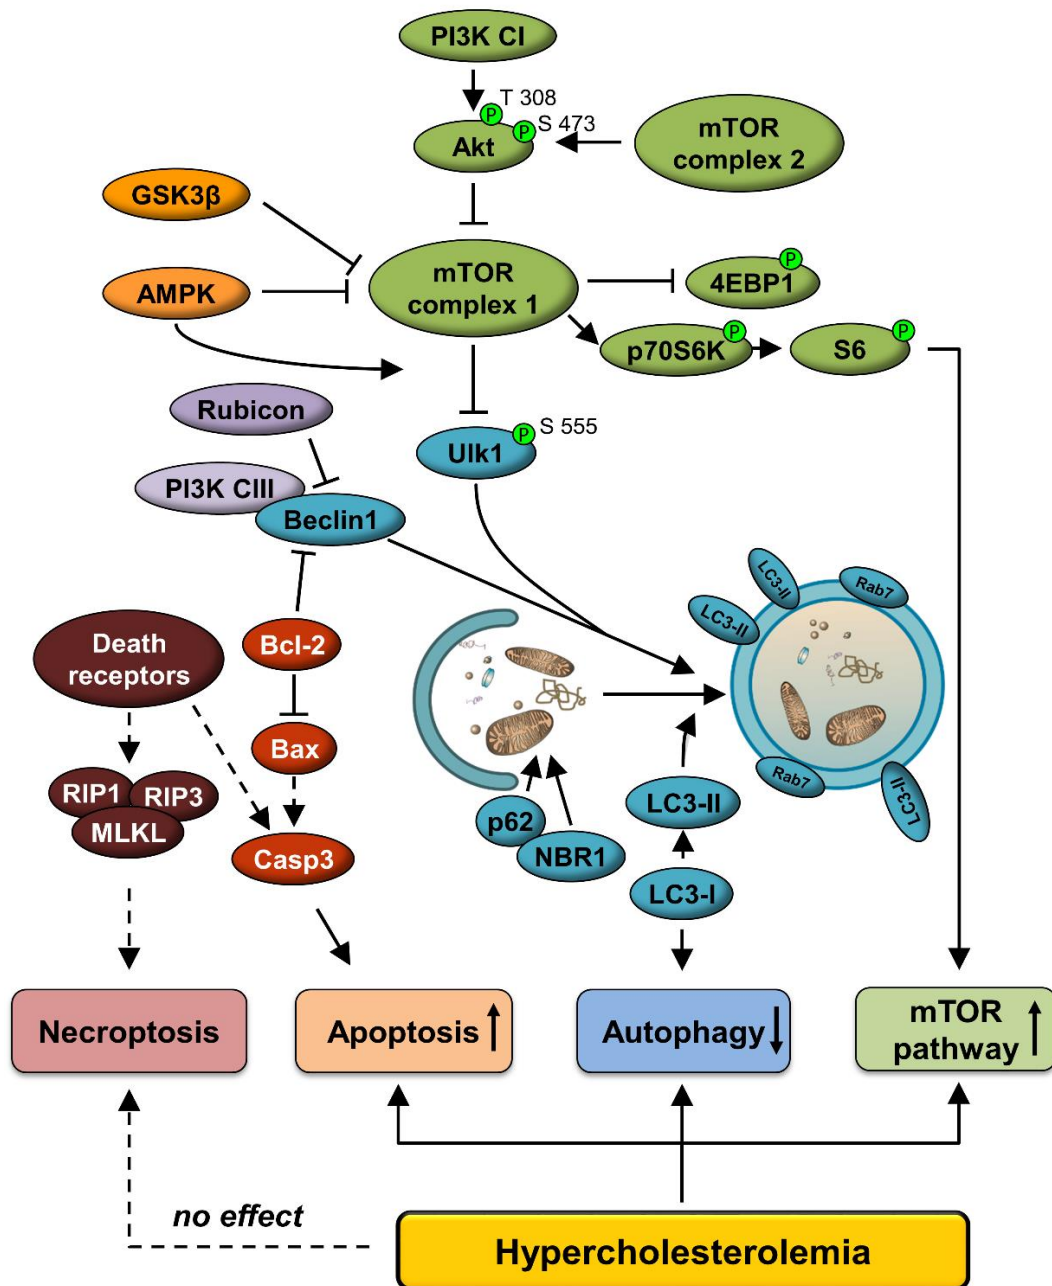 PI3K CI
P
T 308
P
S 473
Akt
mTOR
complex 2
GSK3β
AMPK
mTOR
complex 1
P
4EBP1
P
p70S6K
P
S6
Rubicon
P
S 555
Ulk1
PI3K CIII
Beclin1
LC3-II
LC3-II
Rab7
Death
receptors
Bcl-2
Bax
RIP1
RIP3
MLKL
Casp3
Rab7
LC3-II
LC3-II
p62
NBR1
LC3-I
Necroptosis
Apoptosis
Autophagy
mTOR
pathway
no effect
Hypercholesterolemia